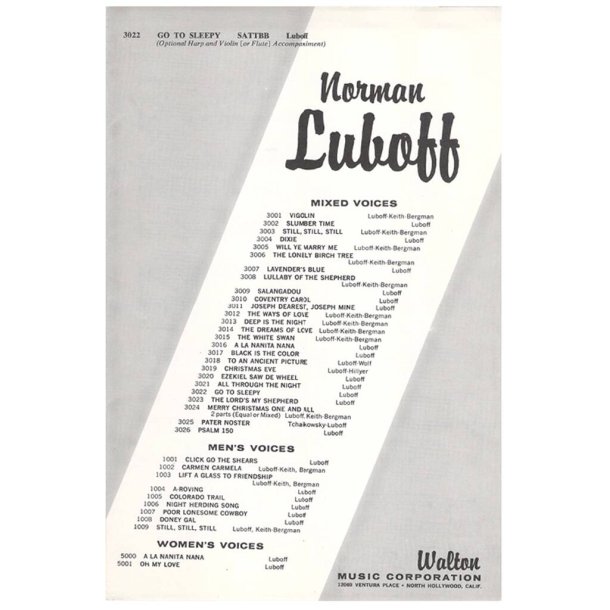 3022 GO TO SLEEPY SATTBB Luboff
(Optional Harp and Violin [or Flute] Accompaniment)
Norman
Luboff
MIXED VOICES
3001 VIGOLIN Luboff-Keith-Bergman
3002 SLUMBER TIME Luboff
3003 STILL, STILL, STILL Luboff-Keith-Bergman
3004 DIXIE Luboff
3005 WILL YE MARRY ME Luboff-Keith-Bergman
3006 THE LONELY BIRCH TREE
Luboff-Keith-Bergman
3007 LAVENDER'S BLUE Luboff
3008 LULLABY OF THE SHEPHERD
Luboff-Keith-Bergman
3009 SALANGADOU Luboff
3010 COVENTRY CAROL Luboff
3011 JOSEPH DEAREST, JOSEPH MINE Luboff
3012 THE WAYS OF LOVE Luboff-Keith-Bergman
3013 DEEP IS THE NIGHT Luboff-Keith-Bergman
3014 THE DREAMS OF LOVE Luboff-Keith-Bergman
3015 THE WHITE SWAN Luboff-Keith-Bergman
3016 A LA NANITA NANA Luboff
3017 BLACK IS THE COLOR Luboff
3018 TO AN ANCIENT PICTURE Luboff-Wolf
3019 CHRISTMAS EVE Luboff-Hillyer
3020 EZEKIEL SAW DE WHEEL Luboff
3021 ALL THROUGH THE NIGHT Luboff
3022 GO TO SLEEPY Luboff
3023 THE LORD'S MY SHEPHERD Luboff
3024 MERRY CHRISTMAS ONE AND ALL
2 parts (Equal or Mixed) Luboff, Keith-Bergman
3025 PATER NOSTER Tchaikowsky-Luboff
3026 PSALM 150 Luboff
MEN'S VOICES
1001 CLICK GO THE SHEARS Luboff
1002 CARMEN CARMELA Luboff-Keith, Bergman
1003 LIFT A GLASS TO FRIENDSHIP
Luboff-Keith, Bergman
1004 A-ROVING Luboff
1005 COLORADO TRAIL Luboff
1006 NIGHT HERDING SONG Luboff
1007 POOR LONESOME COWBOY Luboff
1008 DONEY GAL Luboff
1009 STILL, STILL, STILL Luboff, Keith-Bergman
WOMEN'S VOICES
5000 A LA NANITA NANA Luboff
5001 OH MY LOVE Luboff
Walton
MUSIC CORPORATION
12060 VENTURA PLACE • NORTH HOLLYWOOD, CALIF.